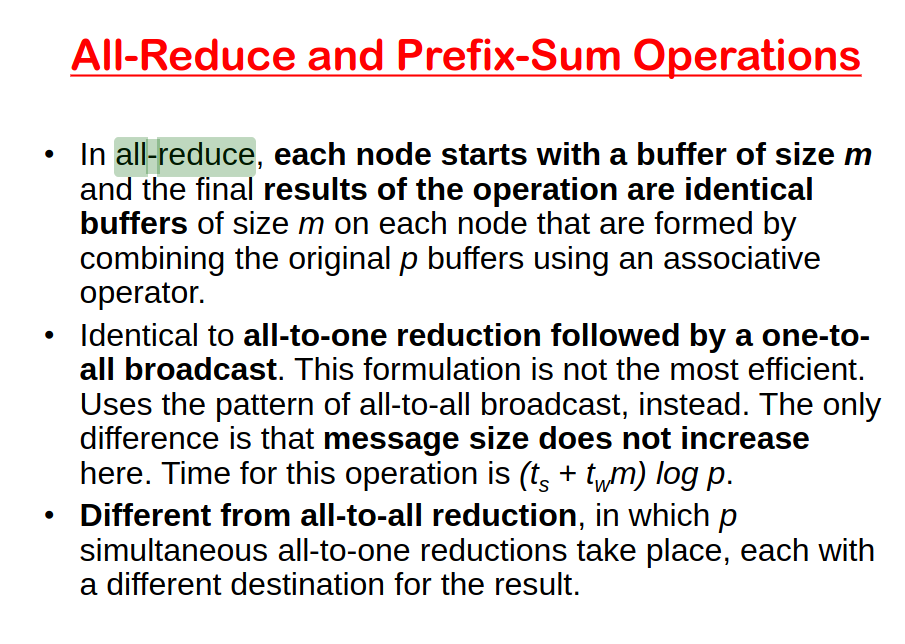 All-Reduce and Prefix-Sum Operations
• In all-reduce, each node starts with a buffer of size m
and the final results of the operation are identical
buffers of size m on each node that are formed by
combining the original p buffers using an associative
operator.
• Identical to all-to-one reduction followed by a one-to-
all broadcast. This formulation is not the most efficient.
Uses the pattern of all-to-all broadcast, instead. The only
difference is that message size does not increase
here. Time for this operation is (ts + twm) log p.
• Different from all-to-all reduction, in which p
simultaneous all-to-one reductions take place, each with
a different destination for the result.